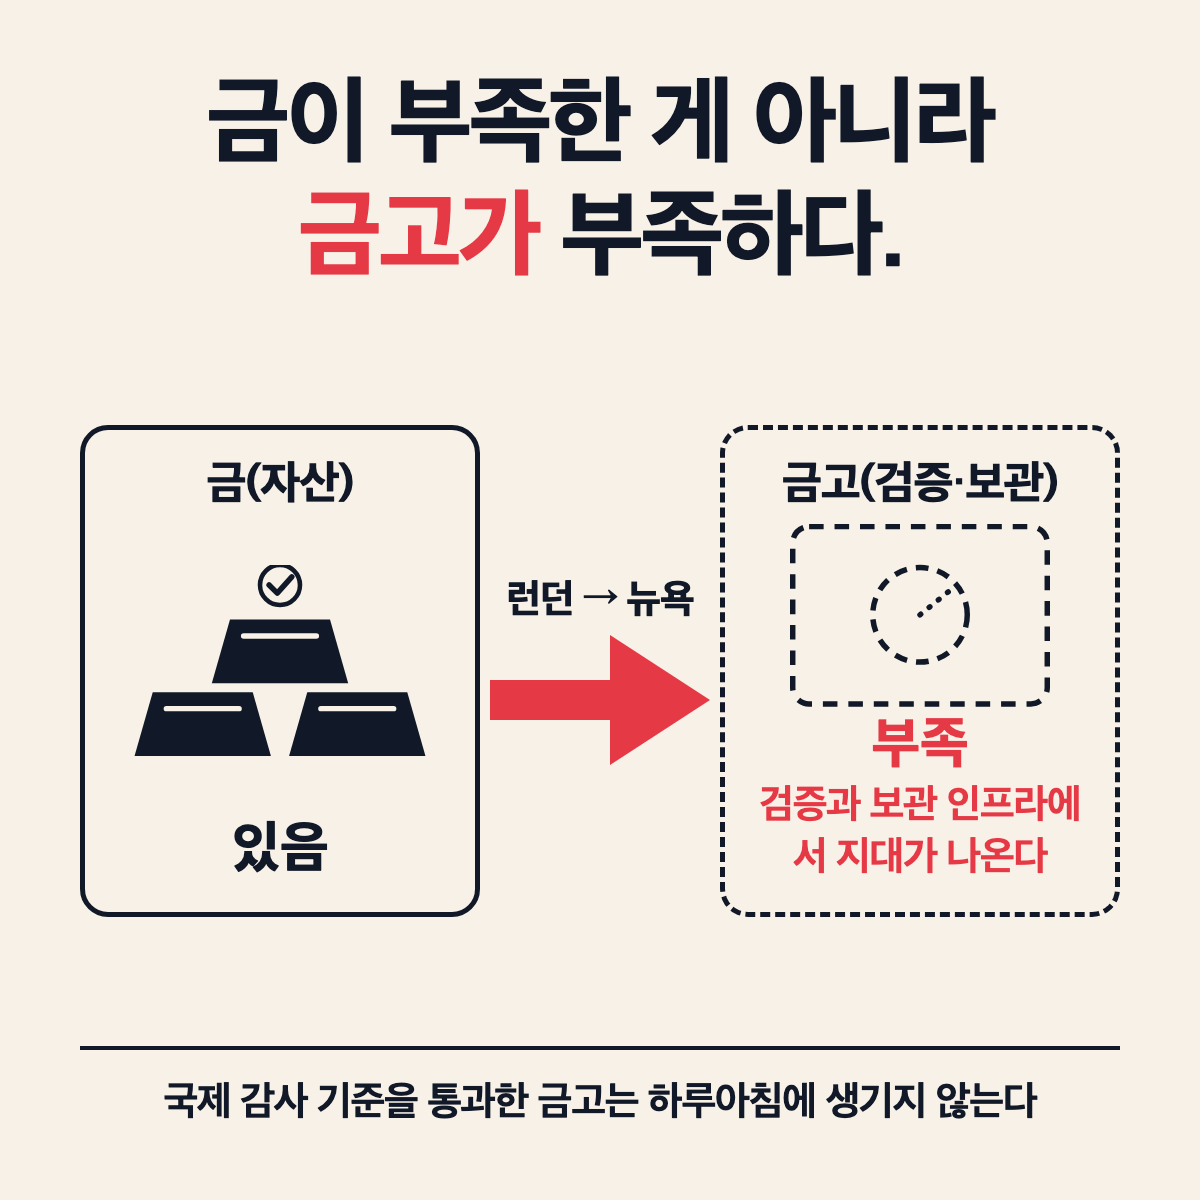 금이 부족한 게 아니라
금고가 부족하다.
금(자산)
있음
런던 → 뉴욕
금고(검증·보관)
부족
검증과 보관 인프라에
서 지대가 나온다
국제 감사 기준을 통과한 금고는 하루아침에 생기지 않는다